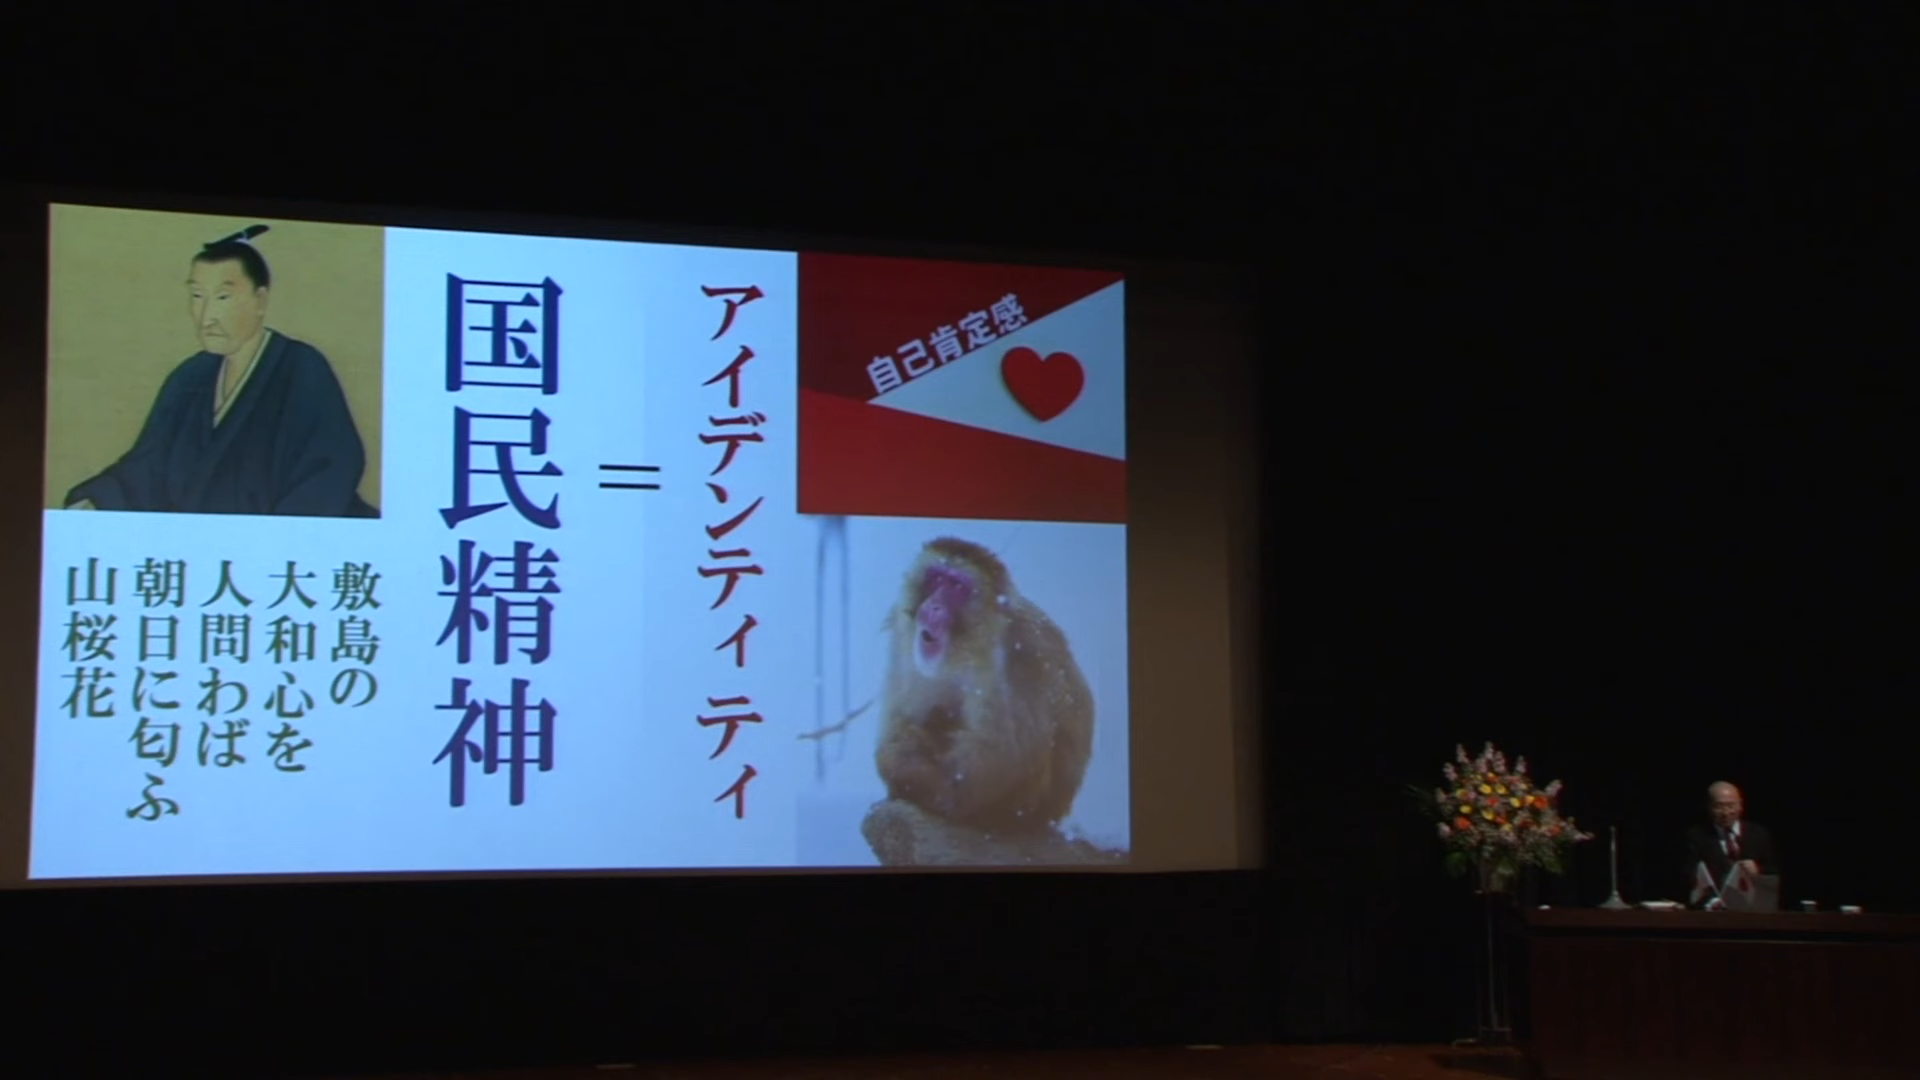 国民精神
=
アイデンティティ
自己肯定感
敷島の
大和心を
人問わば
朝日に匂ふ
山桜花